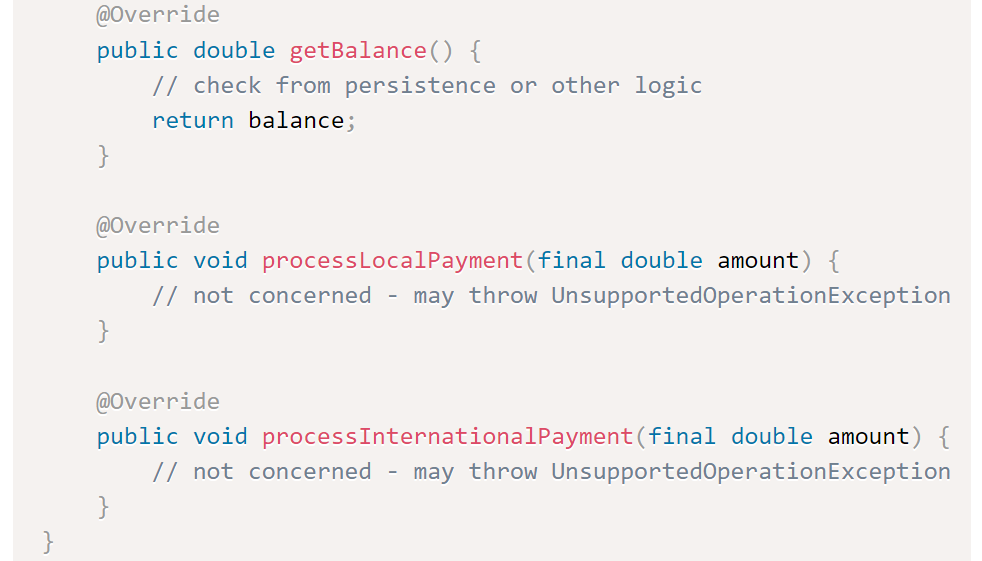 @Override
public double getBalance() {
// check from persistence or other logic
return balance;
}
@Override
public void processLocalPayment(final double amount) {
// not concerned - may throw UnsupportedOperationException
}
@Override
public void processInternationalPayment(final double amount) {
// not concerned - may throw UnsupportedOperationException
}
}